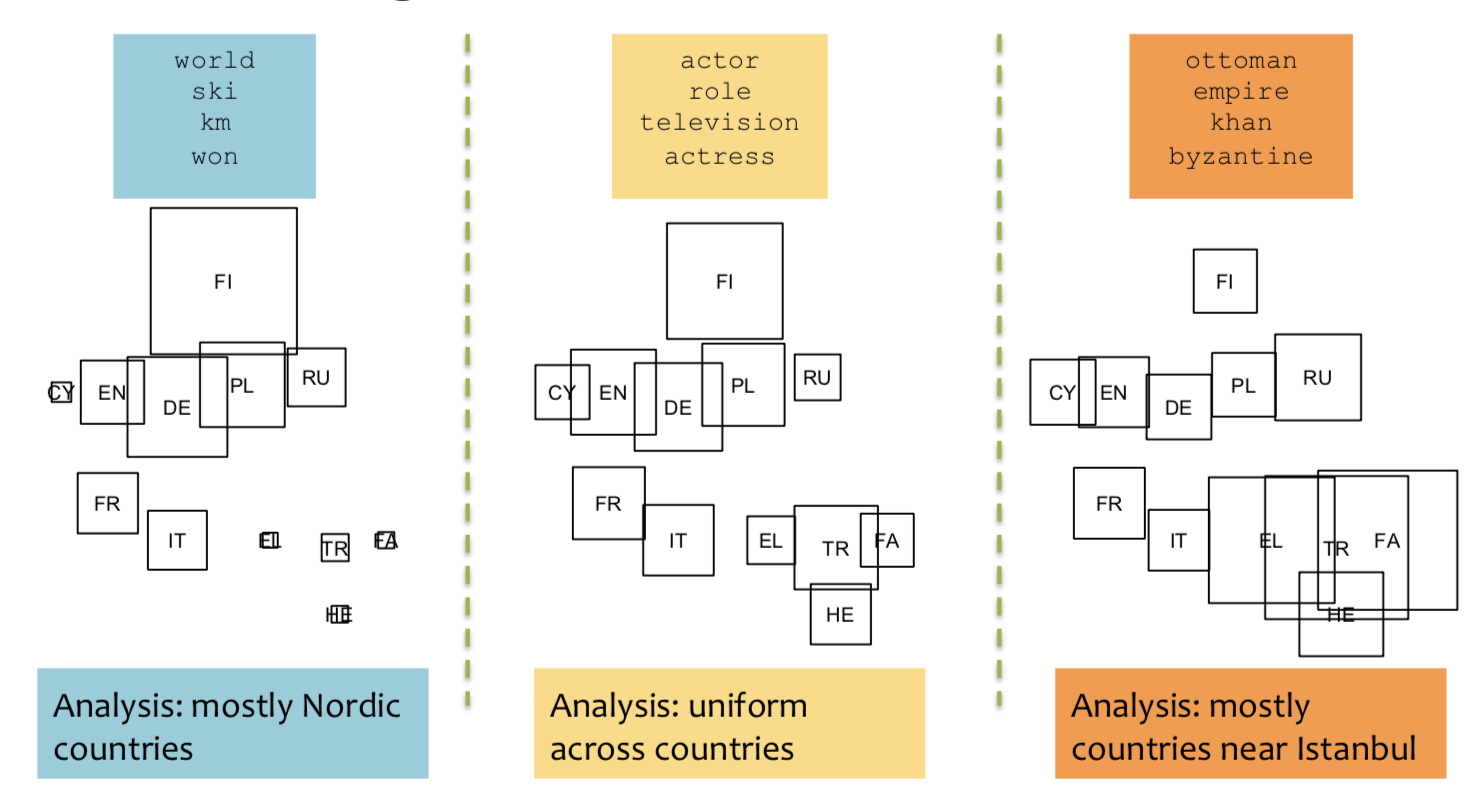 world
ski
km
won
FI
CY
EN
DE
PL
RU
FR
IT
EL
TR
FA
HE
Analysis: mostly Nordic
countries
actor
role
television
actress
FI
CY
EN
DE
PL
RU
FR
IT
EL
TR
FA
HE
Analysis: uniform
across countries
ottoman
empire
khan
byzantine
FI
CY
EN
DE
PL
RU
FR
IT
EL
TR
FA
HE
Analysis: mostly
countries near Istanbul